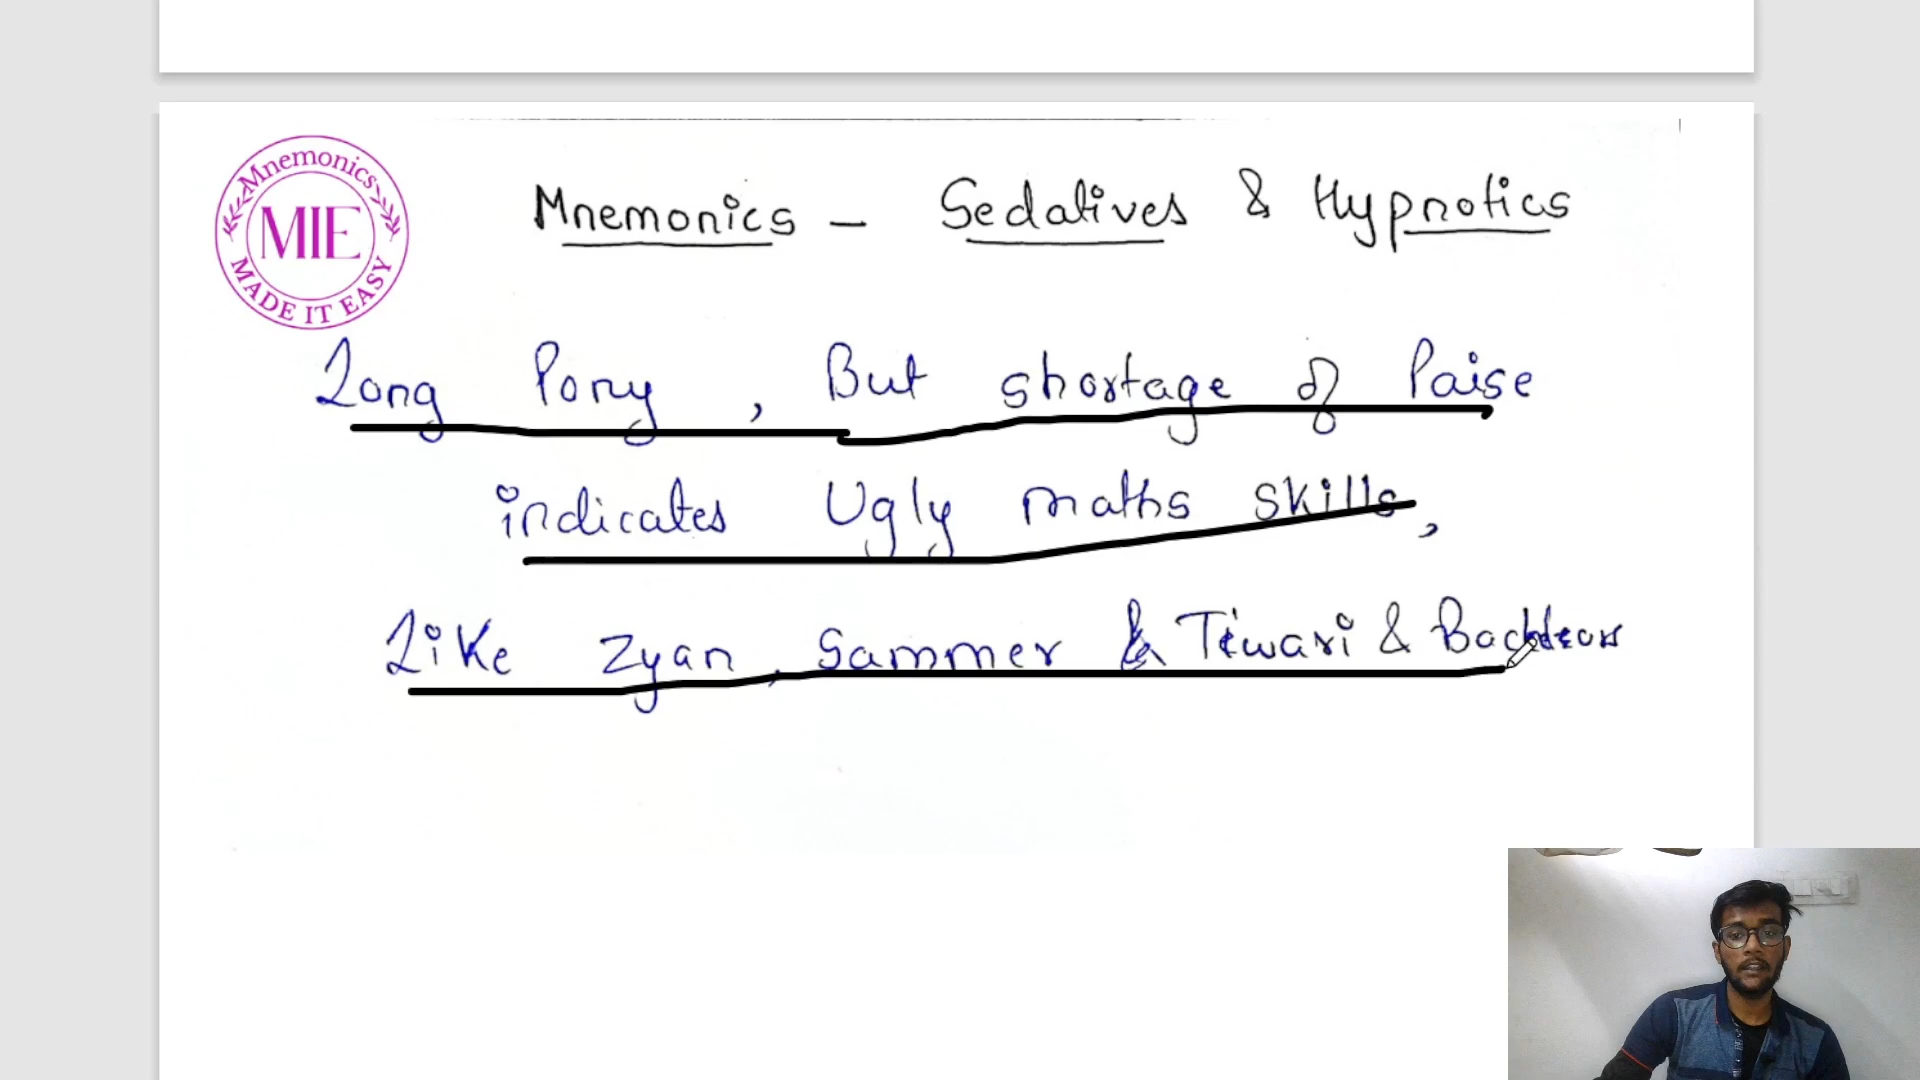 Mnemonics
MIE
MADE IT EASY
Mnemonics - Sedatives & Hypnotics
Long Pony, But shortage of Paise
indicates Ugly maths skills,
Like Zyan, Sammer & Tiwari &